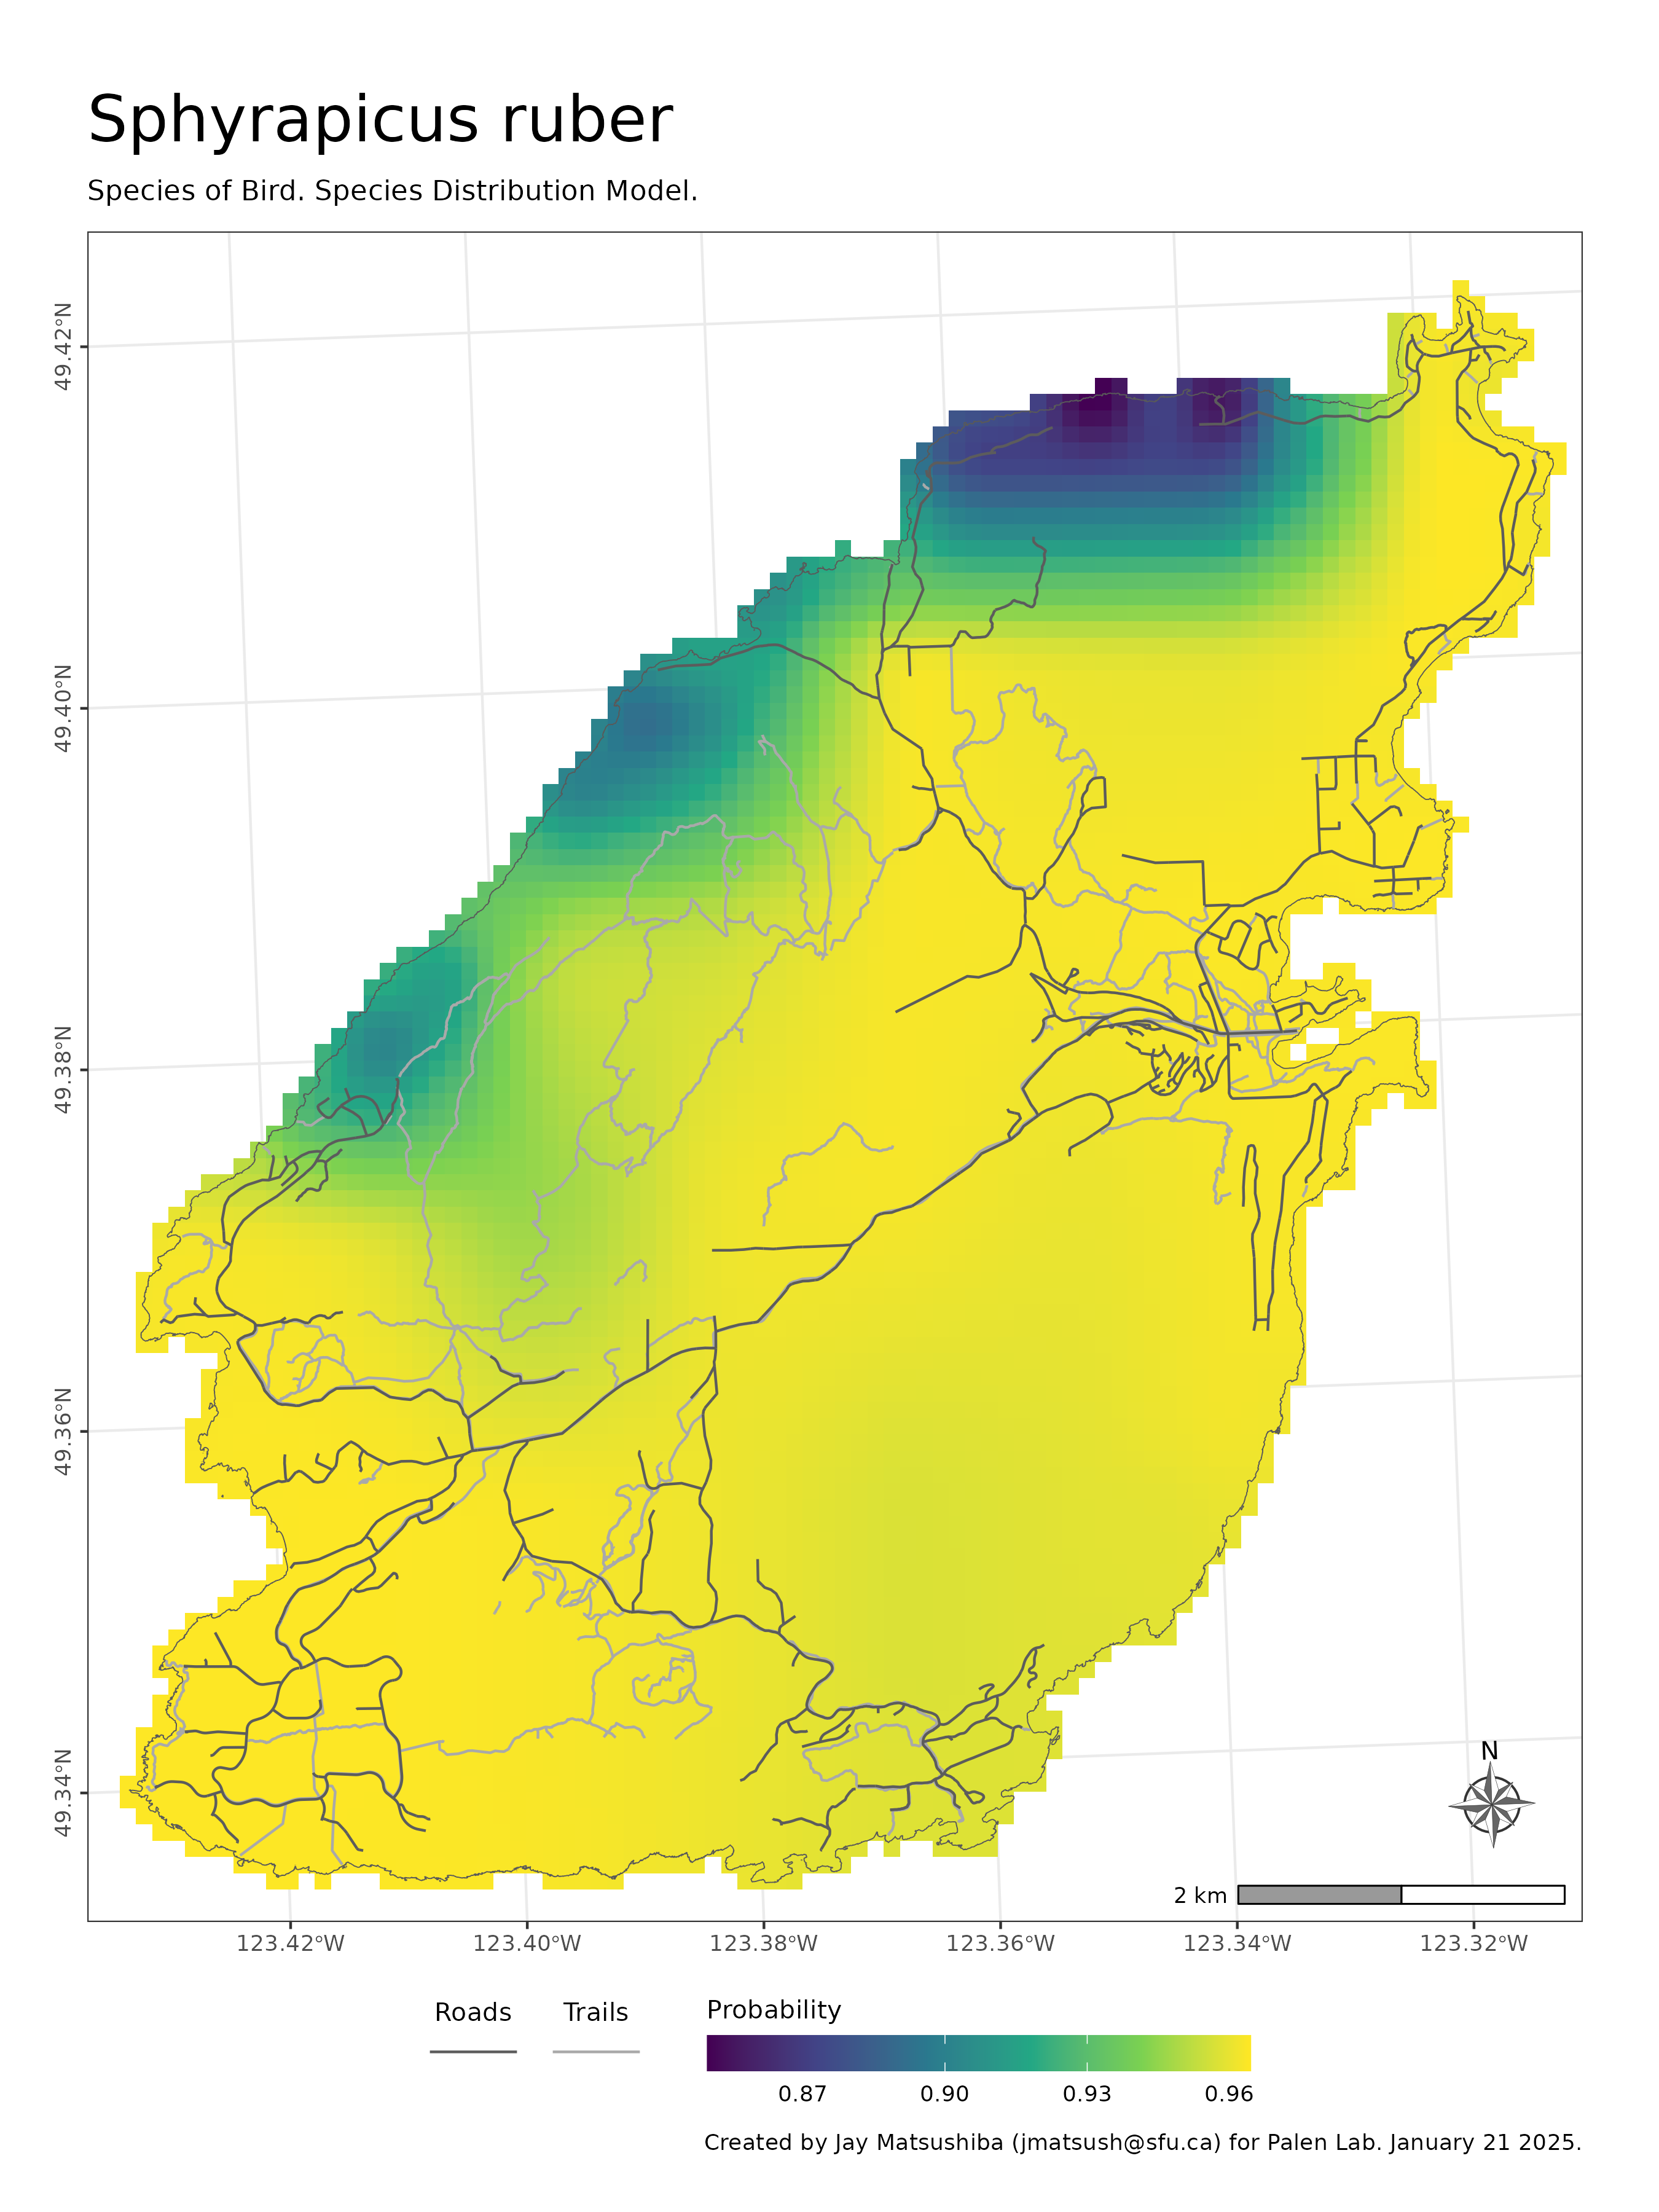 Sphyrapicus ruber
Species of Bird. Species Distribution Model.
49.42°N
49.40°N
49.38°N
49.36°N
49.34°N
N
2 km
123.42°W 123.40°W 123.38°W 123.36°W 123.34°W 123.32°W
Roads Trails Probability
0.87 0.90 0.93 0.96
Created by Jay Matsushiba (jmatsush@sfu.ca) for Palen Lab. January 21 2025.